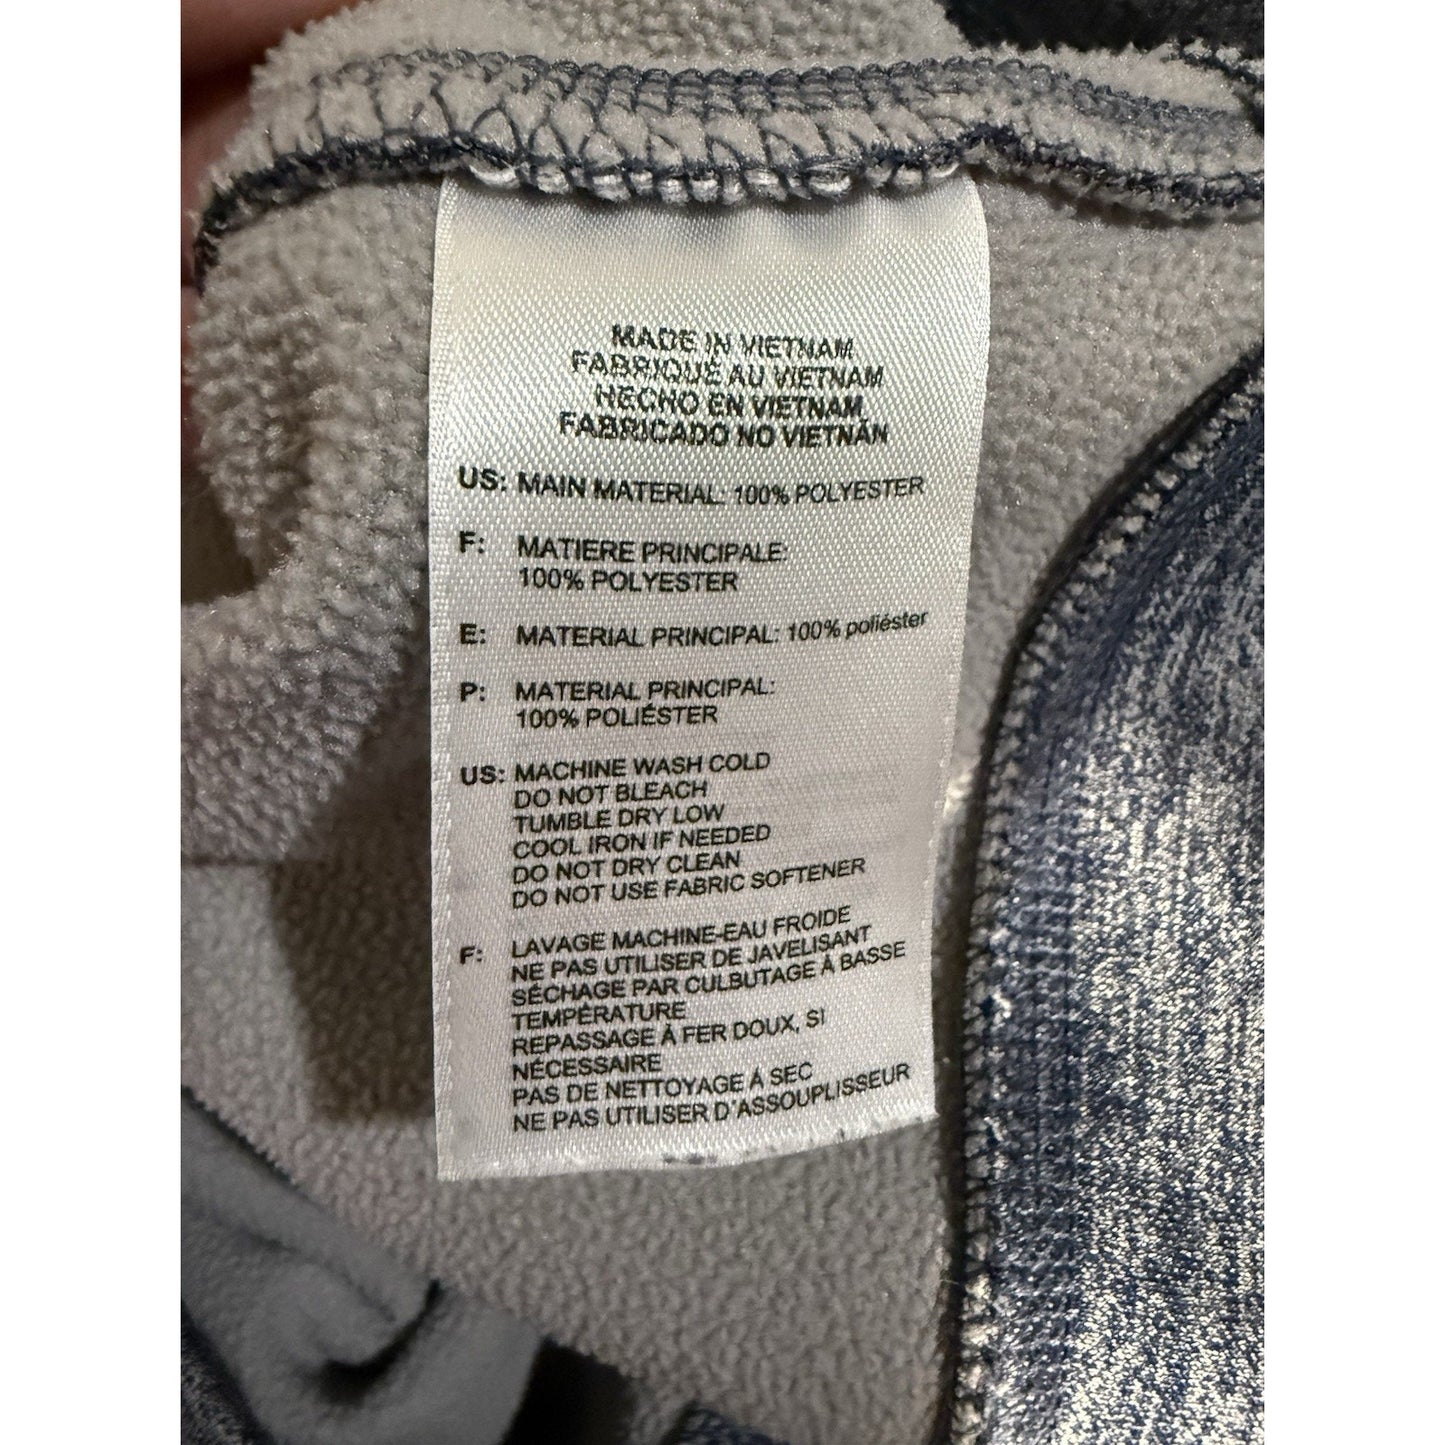 MADE IN VIETNAM
FABRIQUÉ AU VIETNAM
HECHO EN VIETNAM
FABRICADO NO VIETNÃN
US: MAIN MATERIAL: 100% POLYESTER
F: MATIERE PRINCIPALE:
100% POLYESTER
E: MATERIAL PRINCIPAL: 100% poliéster
P: MATERIAL PRINCIPAL:
100% POLIÉSTER
US: MACHINE WASH COLD
DO NOT BLEACH
TUMBLE DRY LOW
COOL IRON IF NEEDED
DO NOT DRY CLEAN
DO NOT USE FABRIC SOFTENER
F: LAVAGE MACHINE-EAU FROIDE
NE PAS UTILISER DE JAVELISANT
SÉCHAGE PAR CULBUTAGE À BASSE
TEMPÉRATURE
REPASSAGE À FER DOUX, SI
NÉCESSAIRE
PAS DE NETTOYAGE À SEC
NE PAS UTILISER D'ASSOUPLISSEUR